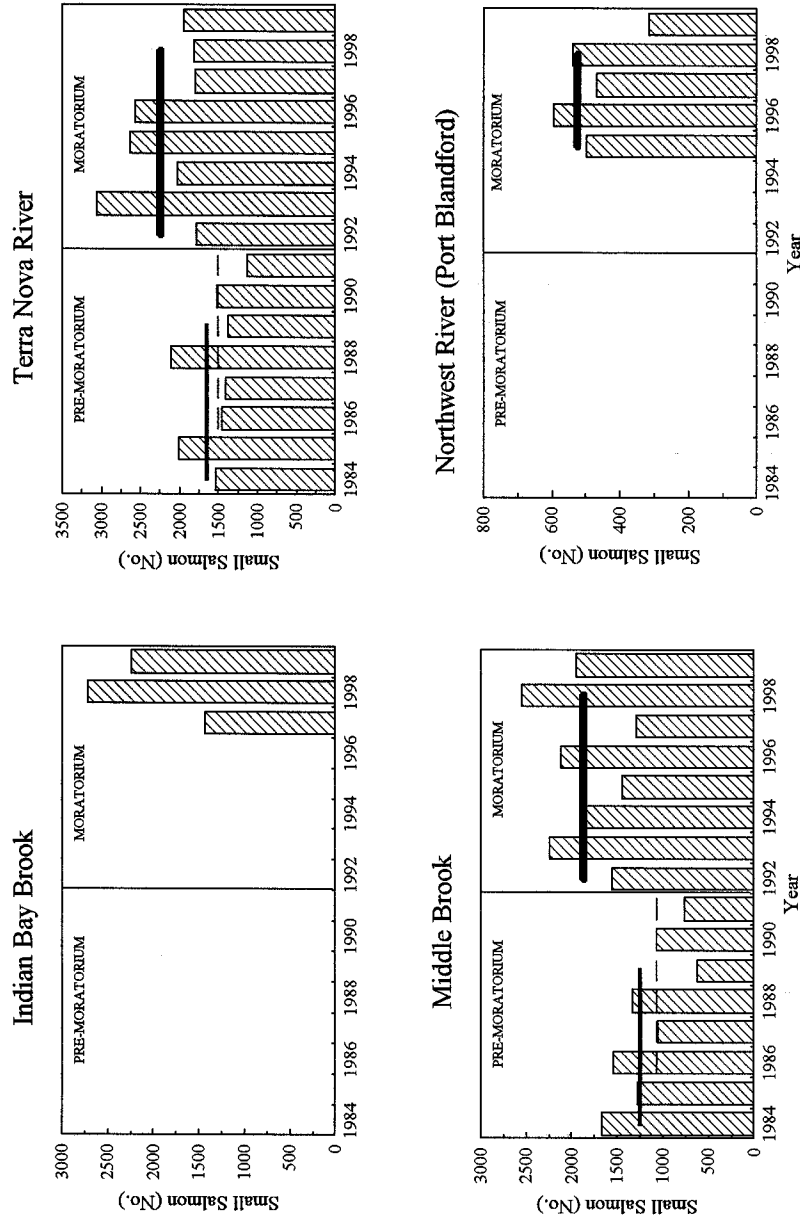 Indian Bay Brook
PRE-MORATORIUM
MORATORIUM
Small Salmon (No.)
3000
2500
2000
1500
1000
500
0
1984 1986 1988 1990 1992 1994 1996 1998
Terra Nova River
PRE-MORATORIUM
MORATORIUM
Small Salmon (No.)
3500
3000
2500
2000
1500
1000
500
0
1984 1986 1988 1990 1992 1994 1996 1998
Middle Brook
PRE-MORATORIUM
MORATORIUM
Small Salmon (No.)
3000
2500
2000
1500
1000
500
0
1984 1986 1988 1990 1992 1994 1996 1998
Year
Northwest River (Port Blandford)
PRE-MORATORIUM
MORATORIUM
Small Salmon (No.)
800
600
400
200
0
1984 1986 1988 1990 1992 1994 1996 1998
Year